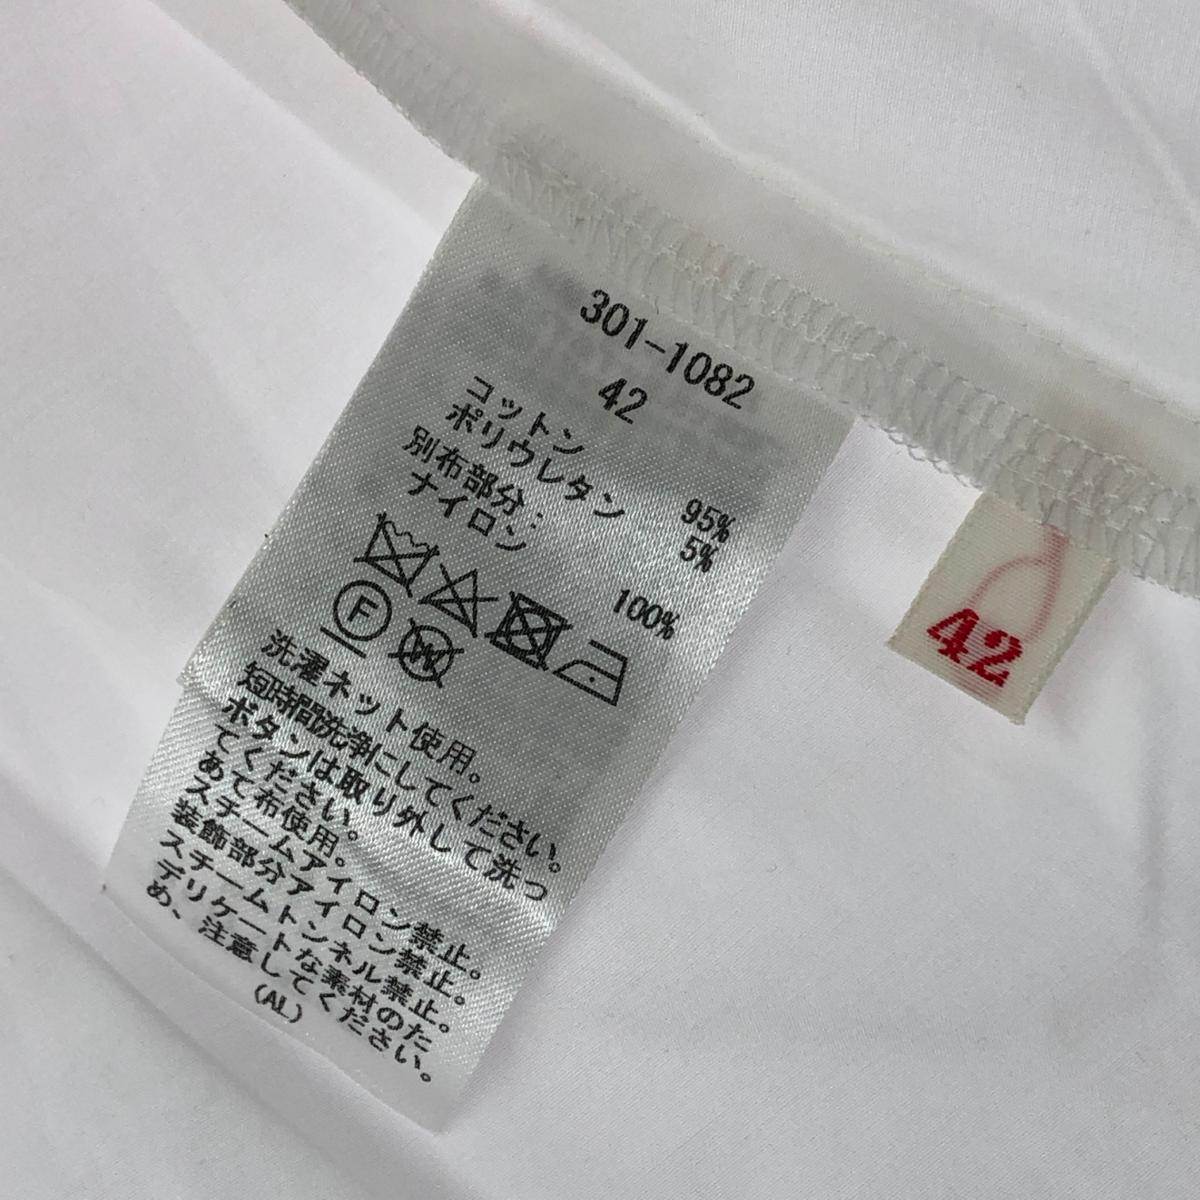 301-1082
42
コットン 95%
ポリウレタン 5%
別布部分:
ナイロン 100%
F W
洗濯ネット使用。
短時間洗浄にしてください。
ボタンは取り外して洗っ
てください。
あて布使用。
スチームアイロン禁止。
装飾部分アイロン禁止。
スチームトンネル禁止。
デリケートな素材のた
め、注意してください。
(AL)
42